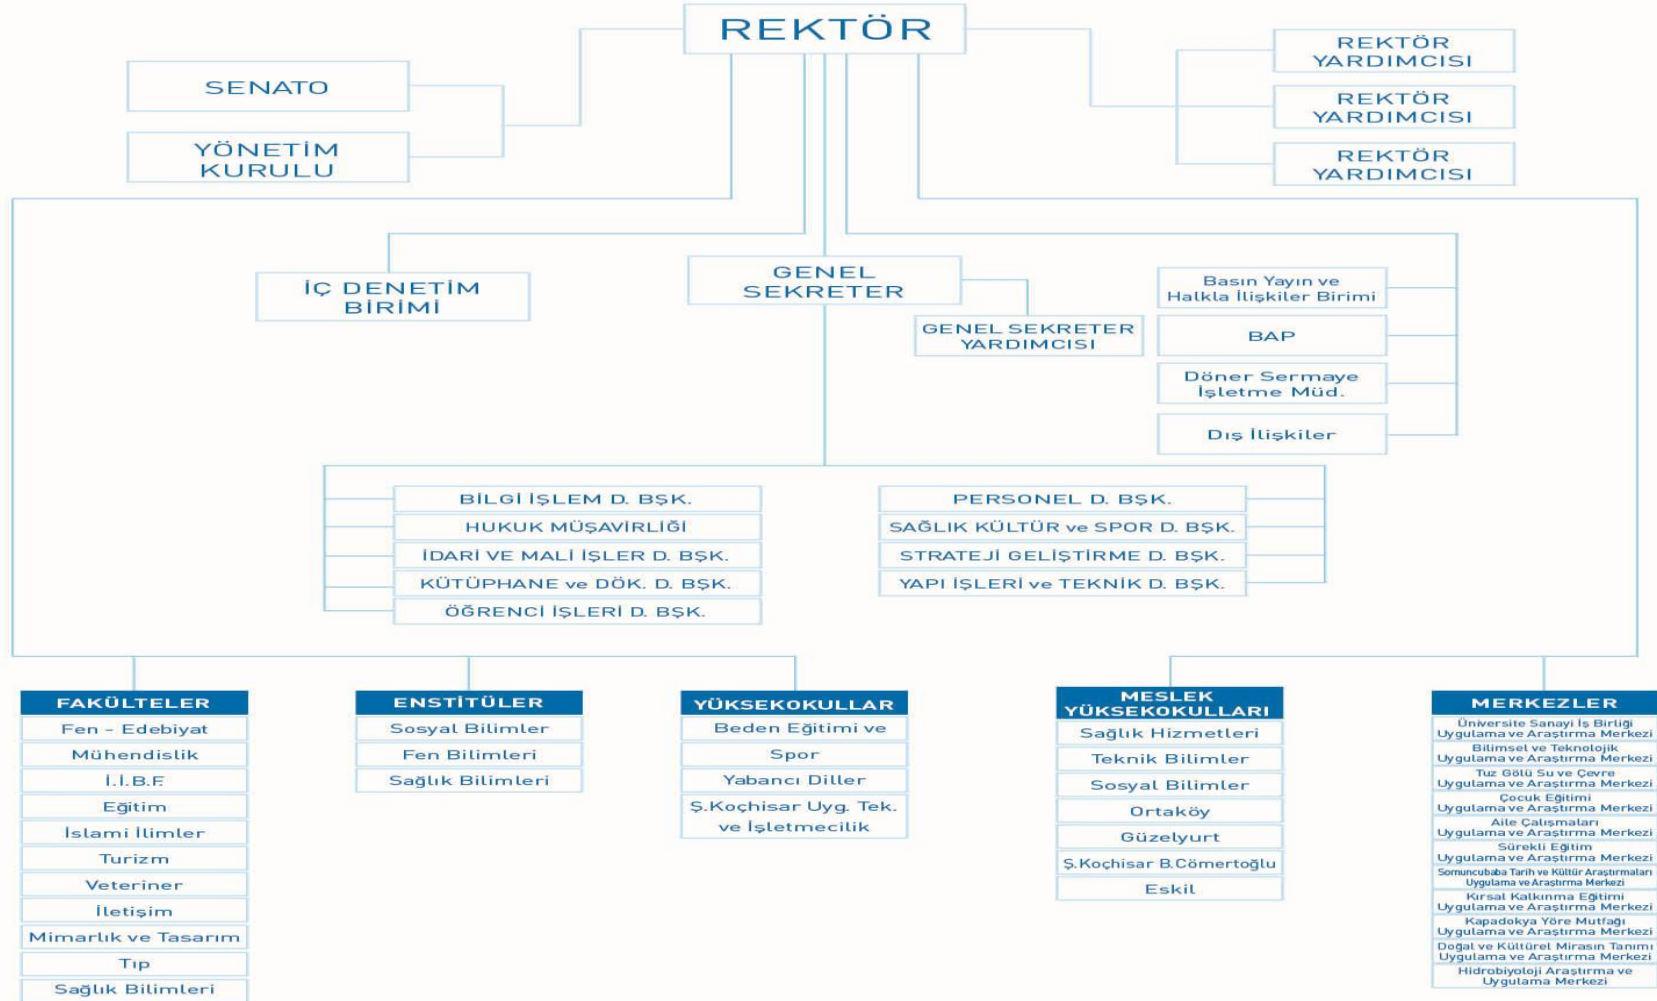 REKTÖR
SENATO
YÖNETİM
KURULU
REKTÖR
YARDIMCISI
REKTÖR
YARDIMCISI
REKTÖR
YARDIMCISI
İÇ DENETİM
BİRİMİ
GENEL
SEKRETER
GENEL SEKRETER
YARDIMCISI
Basın Yayın ve
Halkla İlişkiler Birimi
BAP
Döner Sermaye
İşletme Müd.
Dış İlişkiler
BİLGİ İŞLEM D. BŞK.
HUKUK MÜŞAVİRLİĞİ
İDARİ VE MALİ İŞLER D. BŞK.
KÜTÜPHANE ve DÖK. D. BŞK.
ÖĞRENCİ İŞLERİ D. BŞK.
PERSONEL D. BŞK.
SAĞLIK KÜLTÜR ve SPOR D. BŞK.
STRATEJİ GELİŞTİRME D. BŞK.
YAPI İŞLERİ ve TEKNİK D. BŞK.
FAKÜLTELER
Fen - Edebiyat
Mühendislik
İ.İ.B.F.
Eğitim
İslami İlimler
Turizm
Veteriner
İletişim
Mimarlık ve Tasarım
Tıp
Sağlık Bilimleri
ENSTİTÜLER
Sosyal Bilimler
Fen Bilimleri
Sağlık Bilimleri
YÜKSEKOKULLAR
Beden Eğitimi ve
Spor
Yabancı Diller
Ş.Koçhisar Uyg. Tek.
ve İşletmecilik
MESLEK
YÜKSEKOKULLARI
Sağlık Hizmetleri
Teknik Bilimler
Sosyal Bilimler
Ortaköy
Güzelyurt
Ş.Koçhisar B.Cömertoğlu
Eskil
MERKEZLER
Üniversite Sanayi İş Birliği
Uygulama ve Araştırma Merkezi
Bilimsel ve Teknolojik
Uygulama ve Araştırma Merkezi
Tuz Gölü Su ve Çevre
Uygulama ve Araştırma Merkezi
Çocuk Eğitimi
Uygulama ve Araştırma Merkezi
Aile Çalışmaları
Uygulama ve Araştırma Merkezi
Sürekli Eğitim
Uygulama ve Araştırma Merkezi
Somuncubaba Tarih ve Kültür Araştırmaları
Uygulama ve Araştırma Merkezi
Kırsal Kalkınma Eğitimi
Uygulama ve Araştırma Merkezi
Kapadokya Yöre Mutfağı
Uygulama ve Araştırma Merkezi
Doğal ve Kültürel Mirasın Tanımı
Uygulama ve Araştırma Merkezi
Hidrobiyoloji Araştırma ve
Uygulama Merkezi